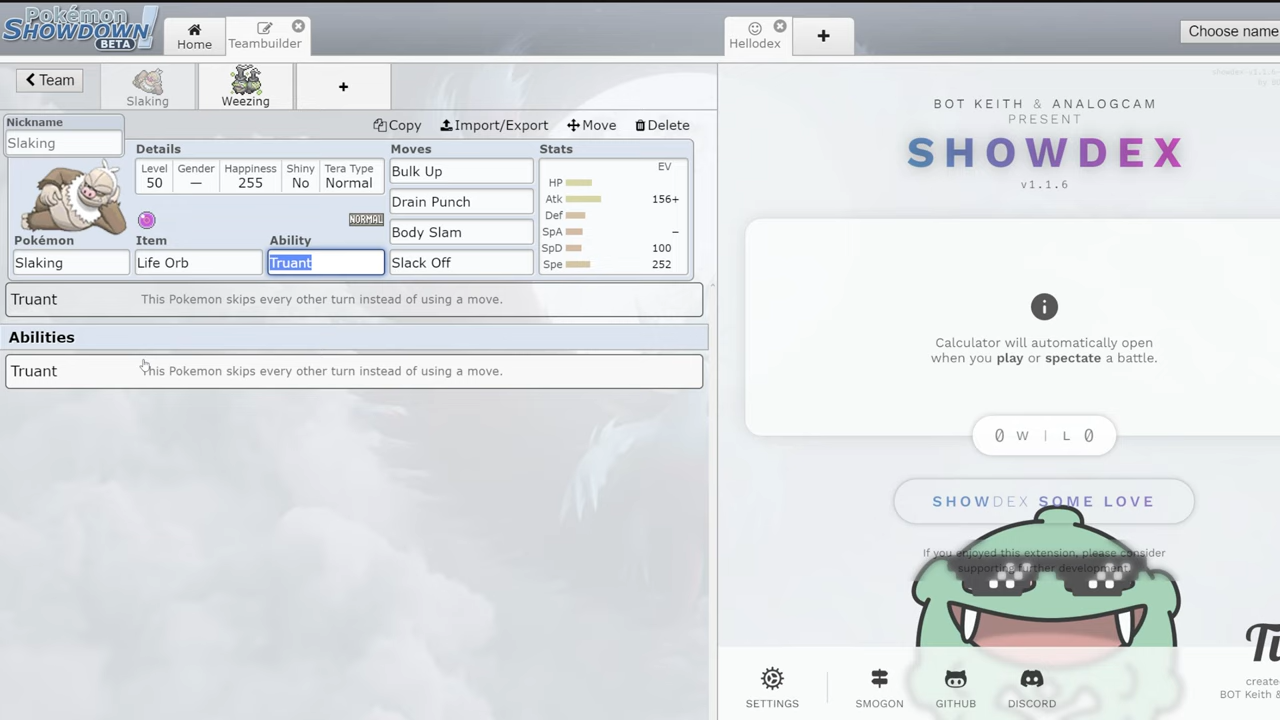 Pokémon
SHOWDOWN!
BETA
Home
Teambuilder
Hellodex
+
Choose name
Team
Slaking
Weezing
+
Copy
Import/Export
Move
Delete
Nickname
Slaking
Details
Level
50
Gender
—
Happiness
255
Shiny
No
Tera Type
Normal
NORMAL
Pokémon
Slaking
Item
Life Orb
Ability
Truant
Moves
Bulk Up
Drain Punch
Body Slam
Slack Off
Stats
EV
HP
Atk 156+
Def
SpA –
SpD 100
Spe 252
Truant This Pokemon skips every other turn instead of using a move.
Abilities
Truant This Pokemon skips every other turn instead of using a move.
BOT KEITH & ANALOGCAM
PRESENT
SHOWDEX
v1.1.6
Calculator will automatically open
when you play or spectate a battle.
0 W | L 0
SHOWDEX SOME LOVE
If you enjoyed this extension, please consider
supporting further development
SETTINGS
SMOGON
GITHUB
DISCORD
BOT Keith &